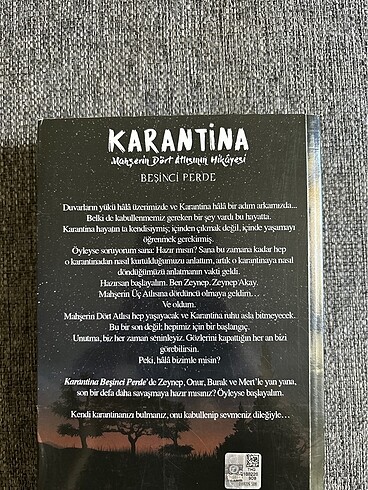 KARANTİNA
Mahşerin Dört Atlısının Hikâyesi
BEŞİNCİ PERDE
Duvarların yükü hâlâ üzerimizde ve Karantina hâlâ bir adım arkamızda...
Belki de kabullenmemiz gereken bir şey vardı bu hayatta.
Karantina hayatın ta kendisiymiş; içinden çıkmak değil, içinde yaşamayı
öğrenmek gerekirmiş.
Öyleyse soruyorum sana: Hazır mısın? Sana bu zamana kadar hep
o karantinadan nasıl kurtulduğumuzu anlattım, artık o karantinaya nasıl
döndüğümüzü anlatmanın vakti geldi.
Hazırsan başlayalım. Ben Zeynep. Zeynep Akay.
Mahşerin Üç Atlısına dördüncü olmaya geldim…
Ve oldum.
Mahşerin Dört Atlısı hep yaşayacak ve Karantina ruhu asla bitmeyecek.
Bu bir son değil; hepimiz için bir başlangıç.
Unutma, biz her zaman seninleyiz. Gözlerini kapattığın her an bizi
görebilirsin.
Peki, hâlâ bizimle misin?
Karantina Beşinci Perde'de Zeynep, Onur, Burak ve Mert'le yan yana,
son bir defa daha savaşmaya hazır mısınız? Öyleyse başlayalım.
Kendi karantinanızı bulmanız, onu kabullenip sevmeniz dileğiyle…